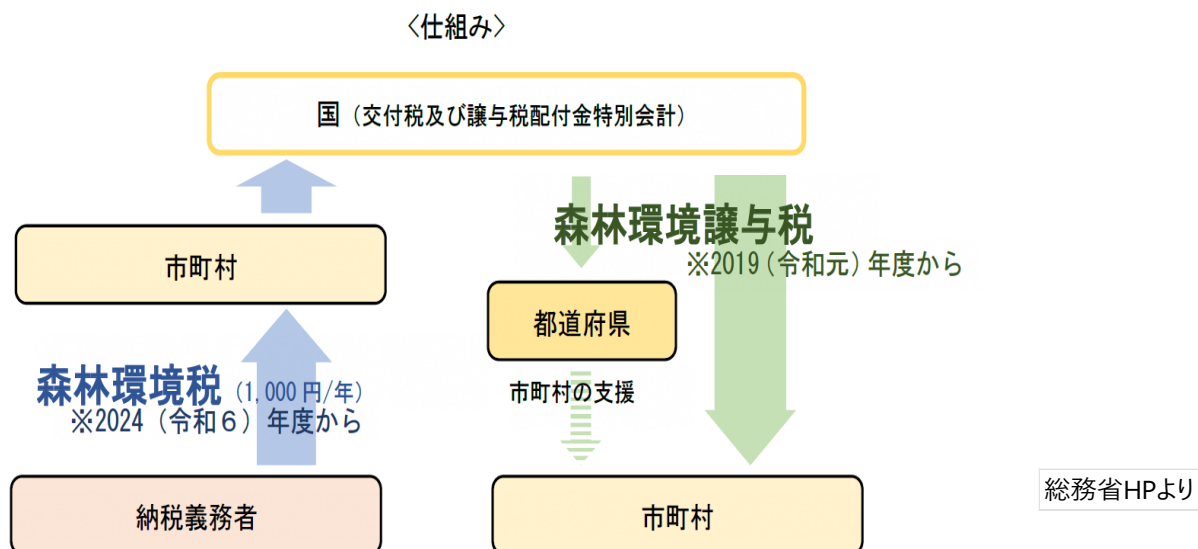 〈仕組み〉
国（交付税及び譲与税配付金特別会計）
市町村
森林環境税（1,000円/年）
※2024（令和６）年度から
納税義務者
森林環境譲与税
※2019（令和元）年度から
都道府県
市町村の支援
市町村
総務省HPより